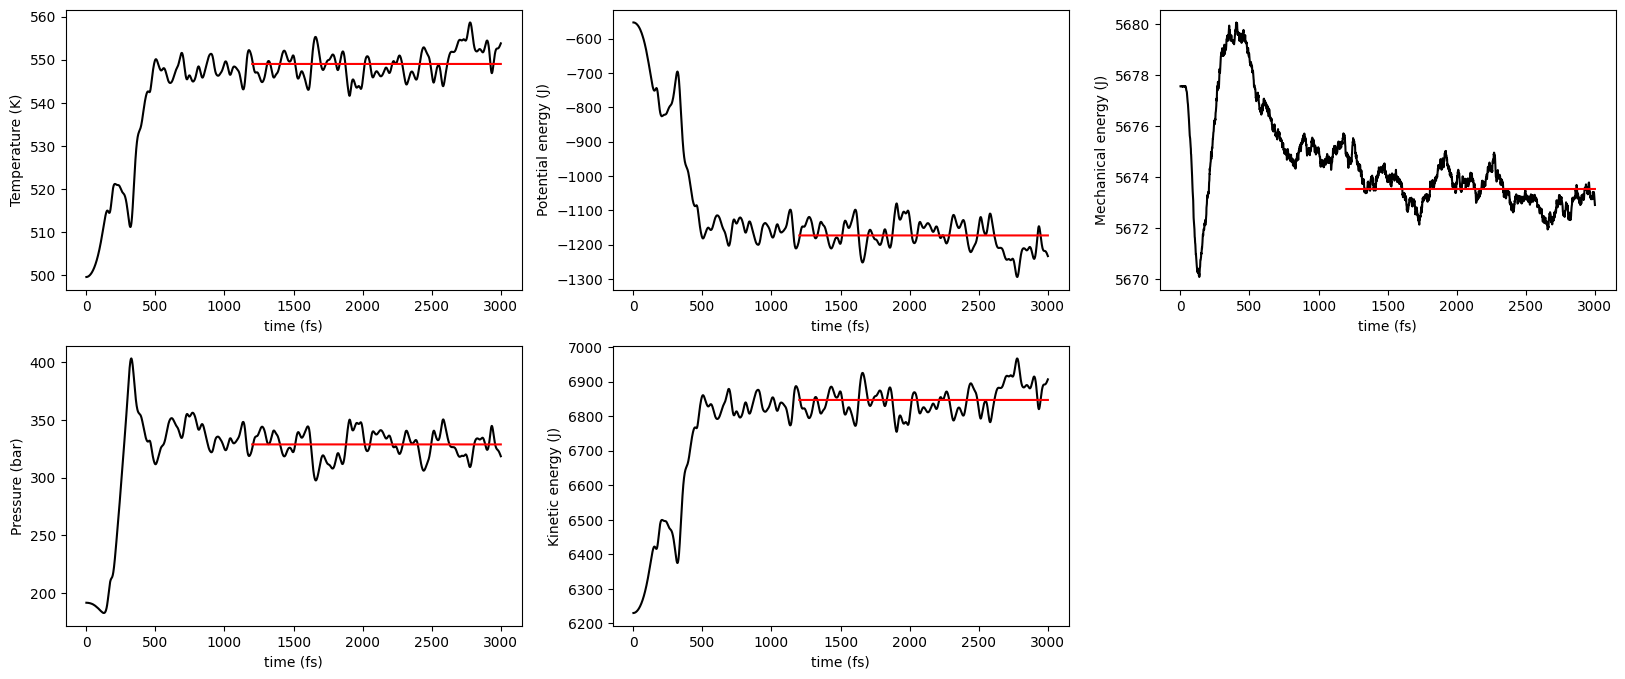 560
550
540
530
520
510
500
Temperature (K)
0 500 1000 1500 2000 2500 3000
time (fs)
−600
−700
−800
−900
−1000
−1100
−1200
−1300
Potential energy (J)
0 500 1000 1500 2000 2500 3000
time (fs)
5680
5678
5676
5674
5672
5670
Mechanical energy (J)
0 500 1000 1500 2000 2500 3000
time (fs)
400
350
300
250
200
Pressure (bar)
0 500 1000 1500 2000 2500 3000
time (fs)
7000
6900
6800
6700
6600
6500
6400
6300
6200
Kinetic energy (J)
0 500 1000 1500 2000 2500 3000
time (fs)